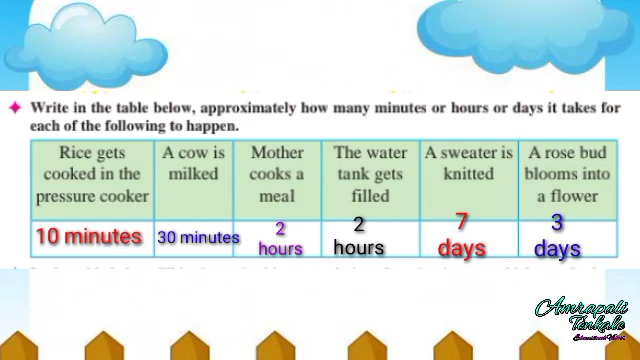 Write in the table below, approximately how many minutes or hours or days it takes for
each of the following to happen.
Rice gets
cooked in the
pressure cooker
A cow is
milked
Mother
cooks a
meal
The water
tank gets
filled
A sweater is
knitted
A rose bud
blooms into
a flower
10 minutes
30 minutes
2
hours
2
hours
7
days
3
days
Amrapali
Tinkale